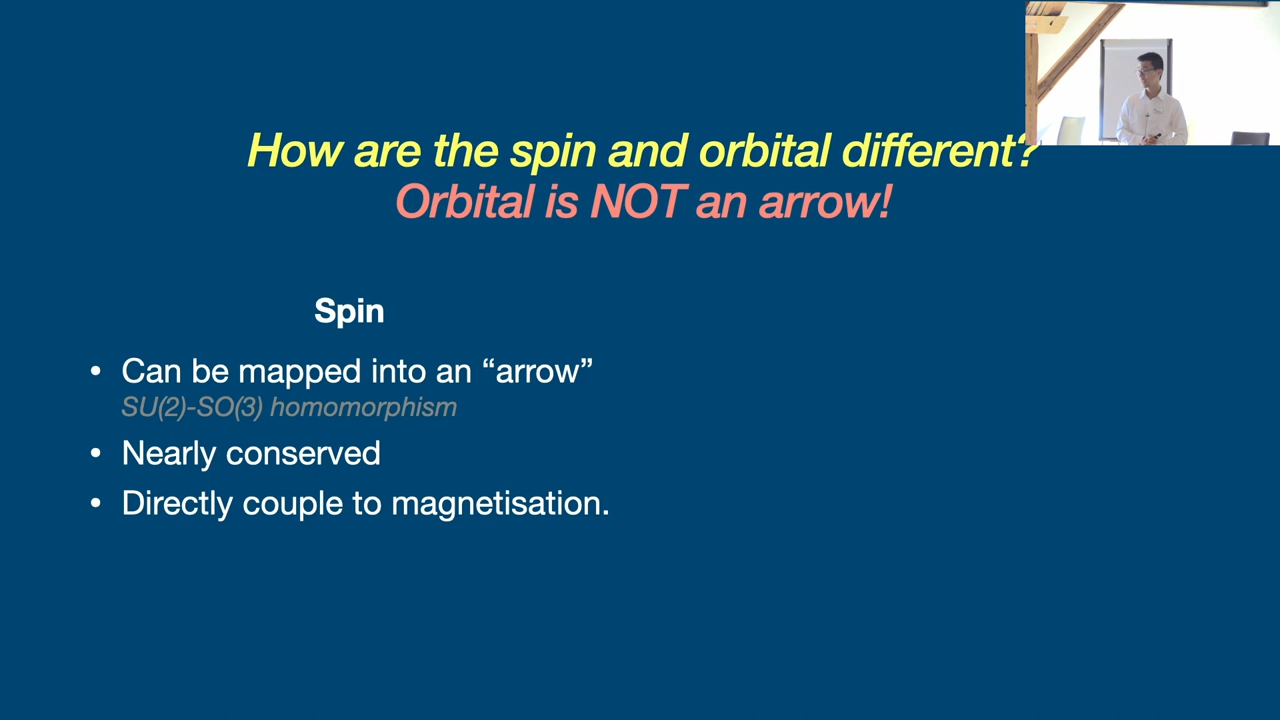 How are the spin and orbital different?
Orbital is NOT an arrow!
Spin
• Can be mapped into an “arrow”
SU(2)-SO(3) homomorphism
• Nearly conserved
• Directly couple to magnetisation.